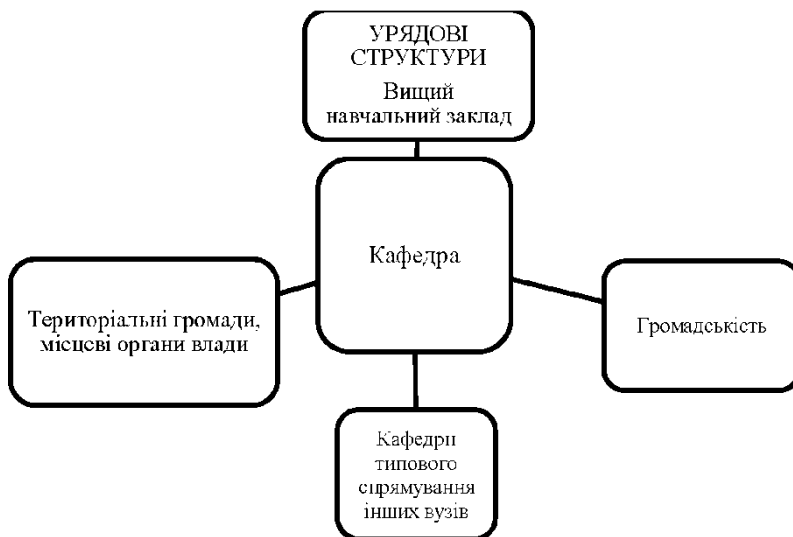 УРЯДОВІ
СТРУКТУРИ
Вищий
навчальний заклад
Кафедра
Територіальні громади,
місцеві органи влади
Громадськість
Кафедри
типового
спрямування
інших вузів